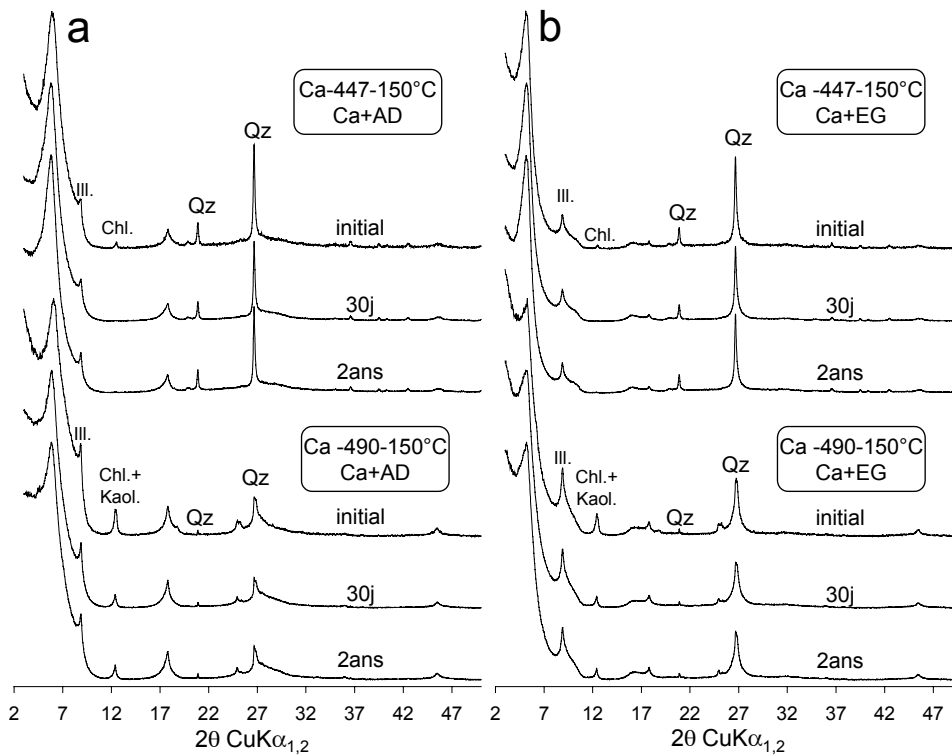 a
Ca-447-150°C
Ca+AD
Qz
Ill.
Chl.
Qz
initial
30j
2ans
Ca -490-150°C
Ca+AD
Ill.
Chl.+
Kaol.
Qz
Qz
initial
30j
2ans
2 7 12 17 22 27 32 37 42 47
2θ CuKα1,2
b
Ca -447-150°C
Ca+EG
Qz
Ill.
Chl.
Qz
initial
30j
2ans
Ca -490-150°C
Ca+EG
Ill.
Chl.+
Kaol.
Qz
Qz
initial
30j
2ans
2 7 12 17 22 27 32 37 42 47
2θ CuKα1,2